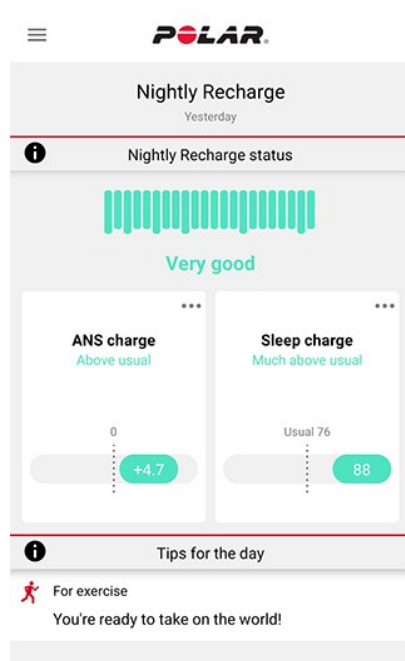 POLAR.
Nightly Recharge
Yesterday
Nightly Recharge status
Very good
ANS charge
Above usual
0
+4.7
Sleep charge
Much above usual
Usual 76
88
Tips for the day
For exercise
You're ready to take on the world!